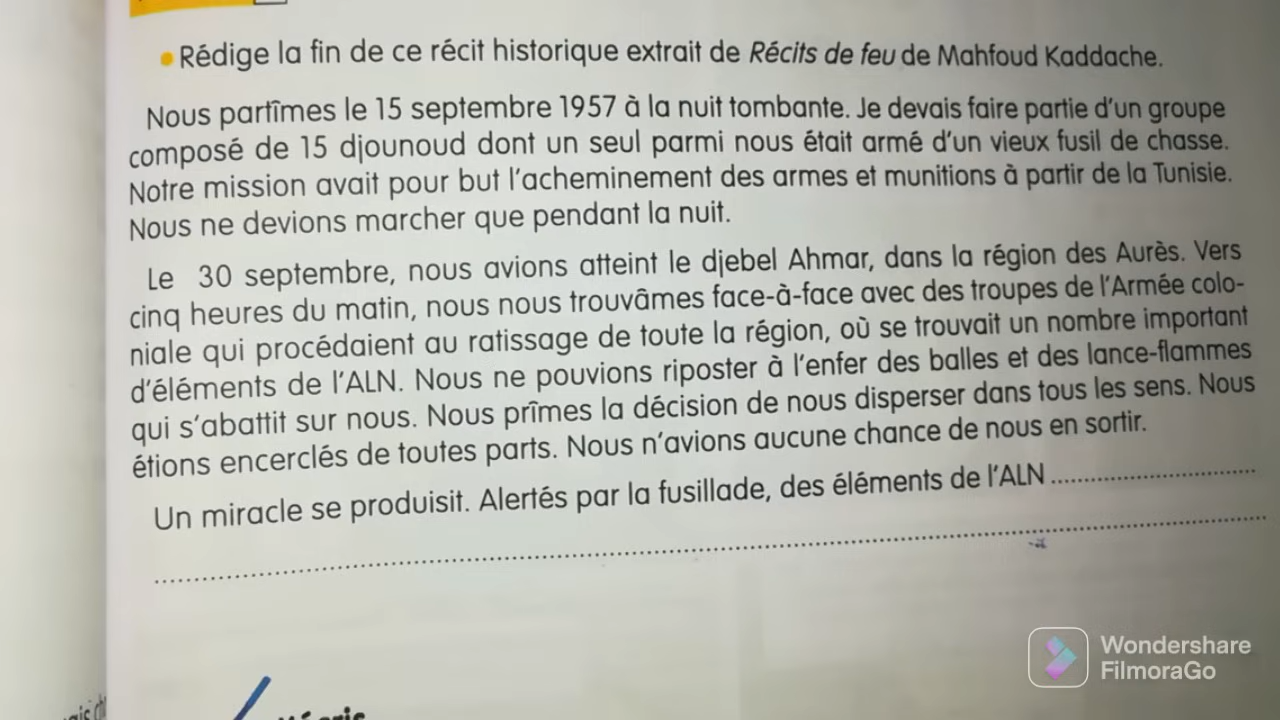 • Rédige la fin de ce récit historique extrait de Récits de feu de Mahfoud Kaddache.
Nous partîmes le 15 septembre 1957 à la nuit tombante. Je devais faire partie d'un groupe
composé de 15 djounoud dont un seul parmi nous était armé d'un vieux fusil de chasse.
Notre mission avait pour but l'acheminement des armes et munitions à partir de la Tunisie.
Nous ne devions marcher que pendant la nuit.
Le 30 septembre, nous avions atteint le djebel Ahmar, dans la région des Aurès. Vers
cinq heures du matin, nous nous trouvâmes face-à-face avec des troupes de l'Armée colo-
niale qui procédaient au ratissage de toute la région, où se trouvait un nombre important
d'éléments de l'ALN. Nous ne pouvions riposter à l'enfer des balles et des lance-flammes
qui s'abattit sur nous. Nous prîmes la décision de nous disperser dans tous les sens. Nous
étions encerclés de toutes parts. Nous n'avions aucune chance de nous en sortir.
Un miracle se produisit. Alertés par la fusillade, des éléments de l'ALN ..............................
Wondershare
FilmoraGo